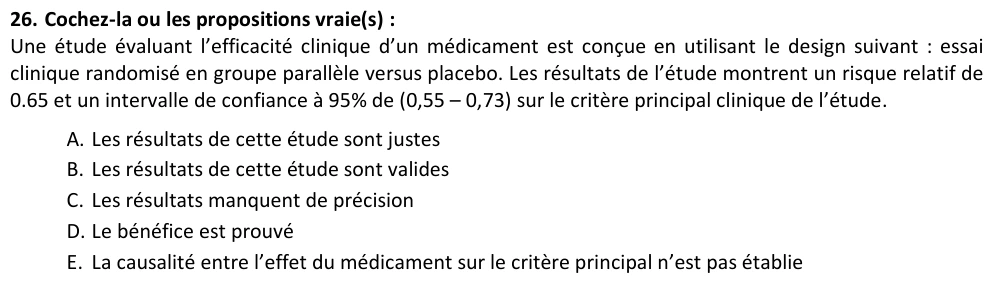 26. Cochez-la ou les propositions vraie(s) :
Une étude évaluant l’efficacité clinique d’un médicament est conçue en utilisant le design suivant : essai
clinique randomisé en groupe parallèle versus placebo. Les résultats de l’étude montrent un risque relatif de
0.65 et un intervalle de confiance à 95% de (0,55 – 0,73) sur le critère principal clinique de l’étude.
A. Les résultats de cette étude sont justes
B. Les résultats de cette étude sont valides
C. Les résultats manquent de précision
D. Le bénéfice est prouvé
E. La causalité entre l’effet du médicament sur le critère principal n’est pas établie